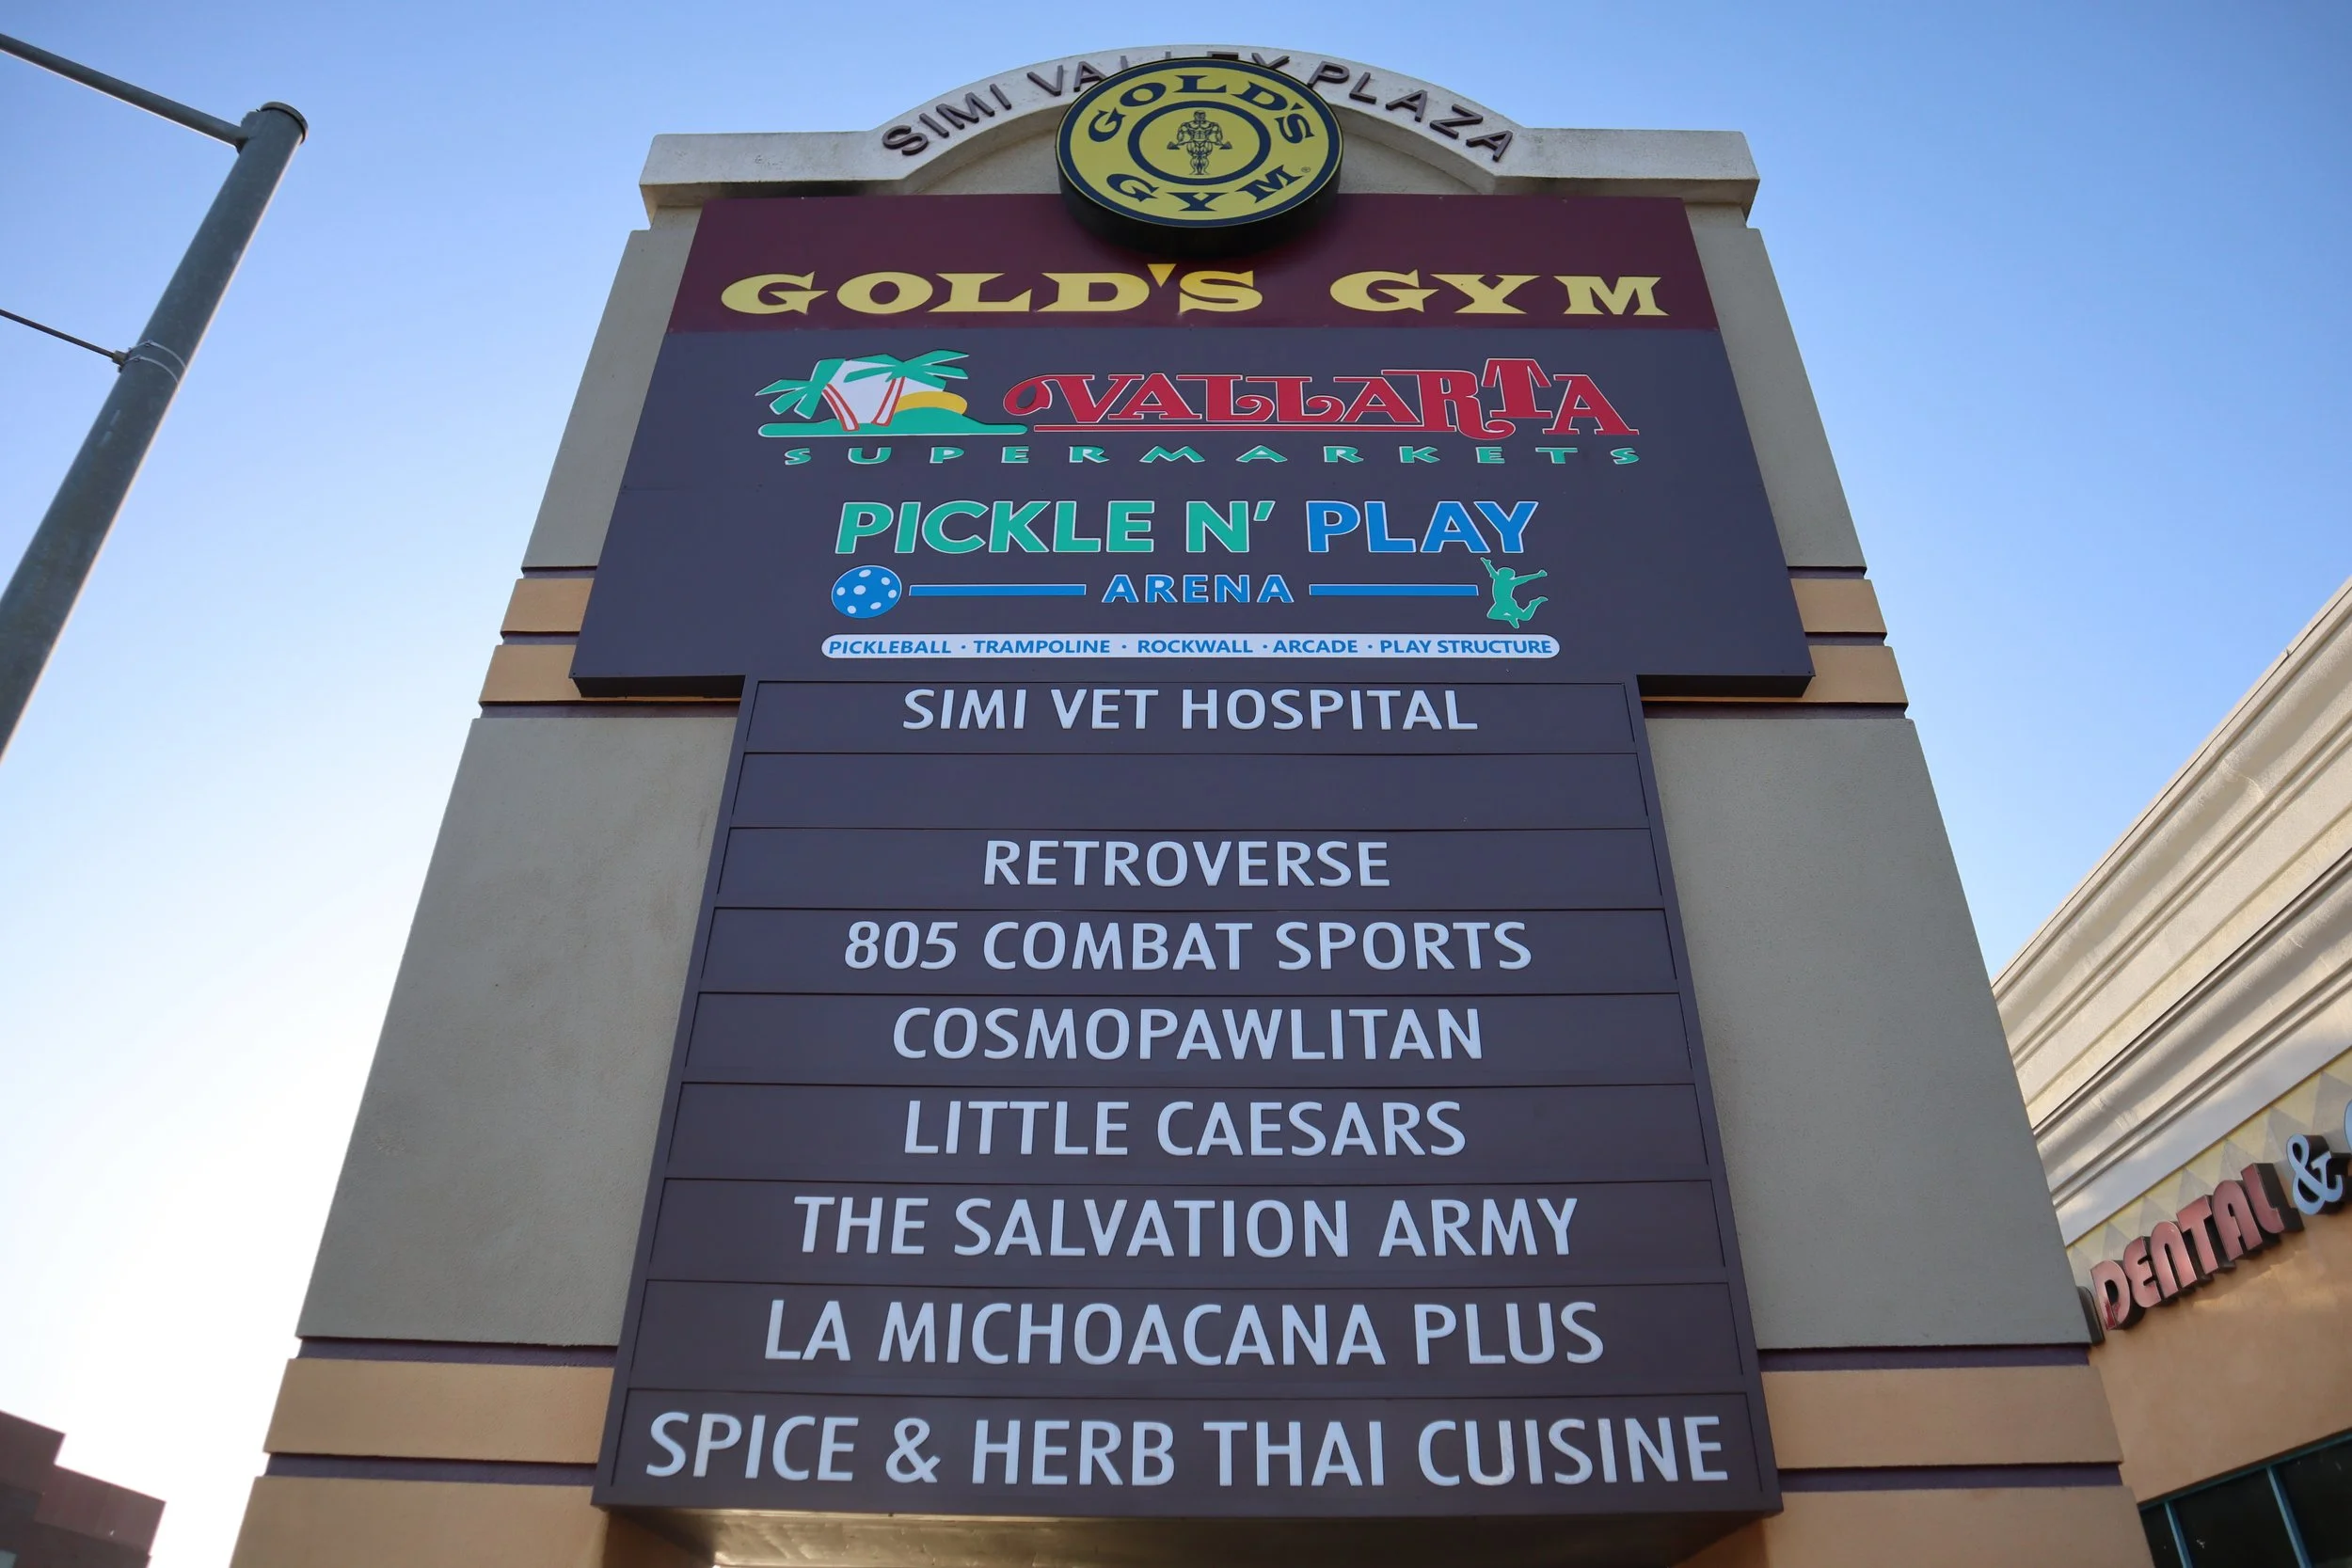 SIMI VALLEY PLAZA
GOLD'S
GYM
GOLD'S GYM
VALLARTA
SUPERMARKETS
PICKLE N' PLAY
ARENA
PICKLEBALL · TRAMPOLINE · ROCKWALL · ARCADE · PLAY STRUCTURE
SIMI VET HOSPITAL
RETROVERSE
805 COMBAT SPORTS
COSMOPAWLITAN
LITTLE CAESARS
THE SALVATION ARMY
LA MICHOACANA PLUS
SPICE & HERB THAI CUISINE
DENTAL &